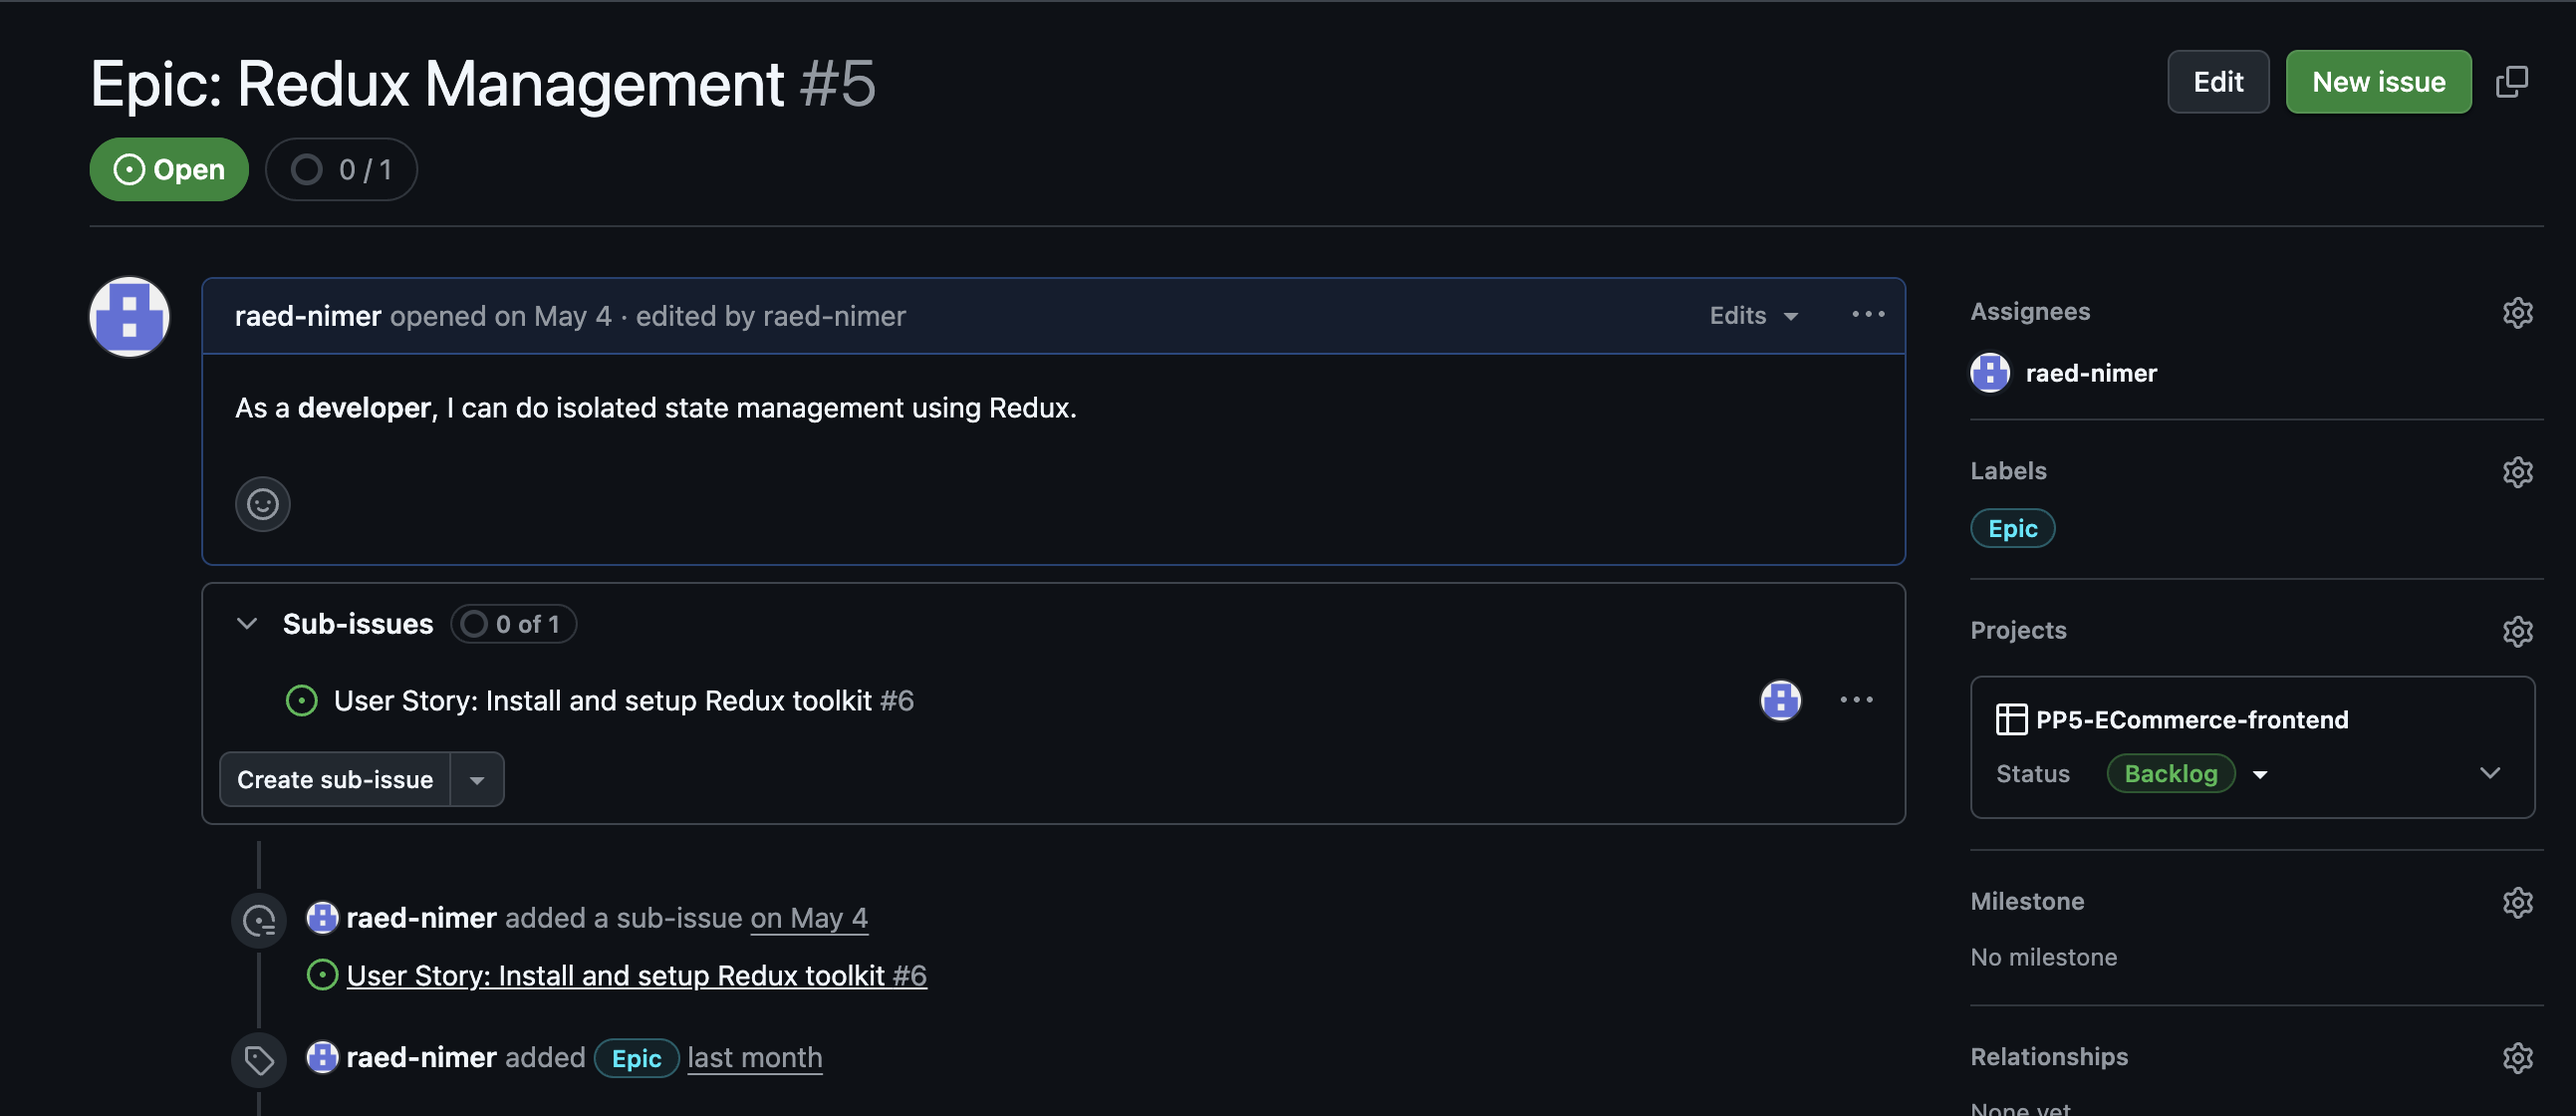 Epic: Redux Management #5
Edit
New issue
Open
0 / 1
raed-nimer opened on May 4 · edited by raed-nimer
Edits
As a developer, I can do isolated state management using Redux.
Sub-issues
0 of 1
User Story: Install and setup Redux toolkit #6
Create sub-issue
raed-nimer added a sub-issue on May 4
User Story: Install and setup Redux toolkit #6
raed-nimer added Epic last month
Assignees
raed-nimer
Labels
Epic
Projects
PP5-ECommerce-frontend
Status Backlog
Milestone
No milestone
Relationships
None yet